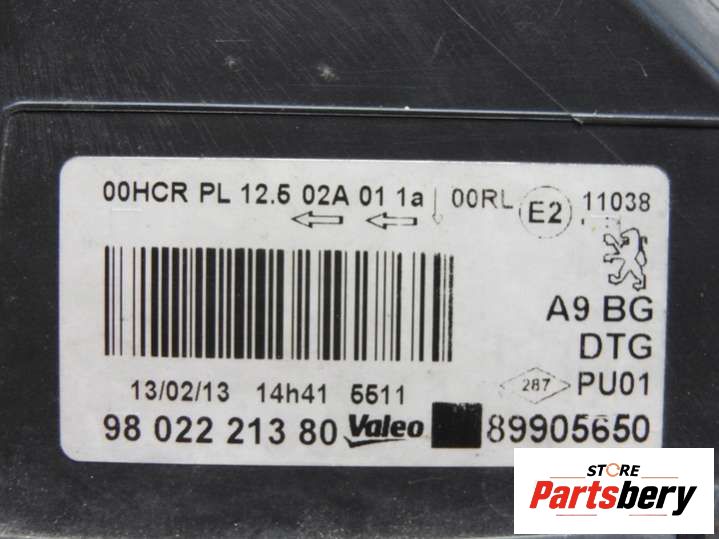 00HCR PL 12.5 02A 01 1a 00RL E2 11038
A9 BG
DTG
13/02/13 14h41 5511 287 PU01
98 022 213 80 Valeo 89905650
STORE
Partsbery